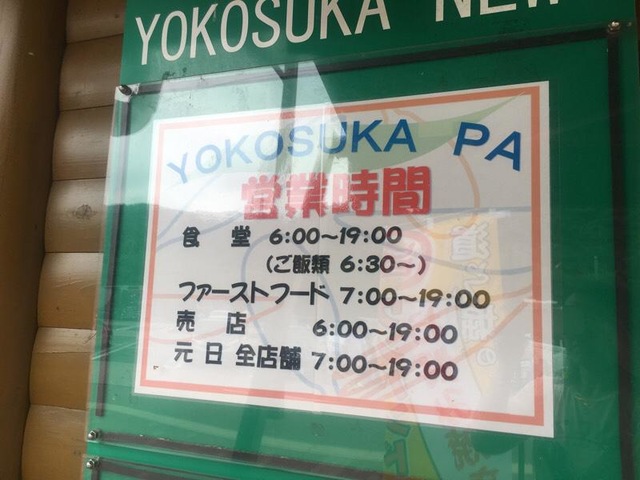 YOKOSUKA NEW
YOKOSUKA PA
営業時間
食 堂 6:00~19:00
(ご飯類 6:30~)
ファーストフード 7:00~19:00
売 店 6:00~19:00
元日 全店舗 7:00~19:00